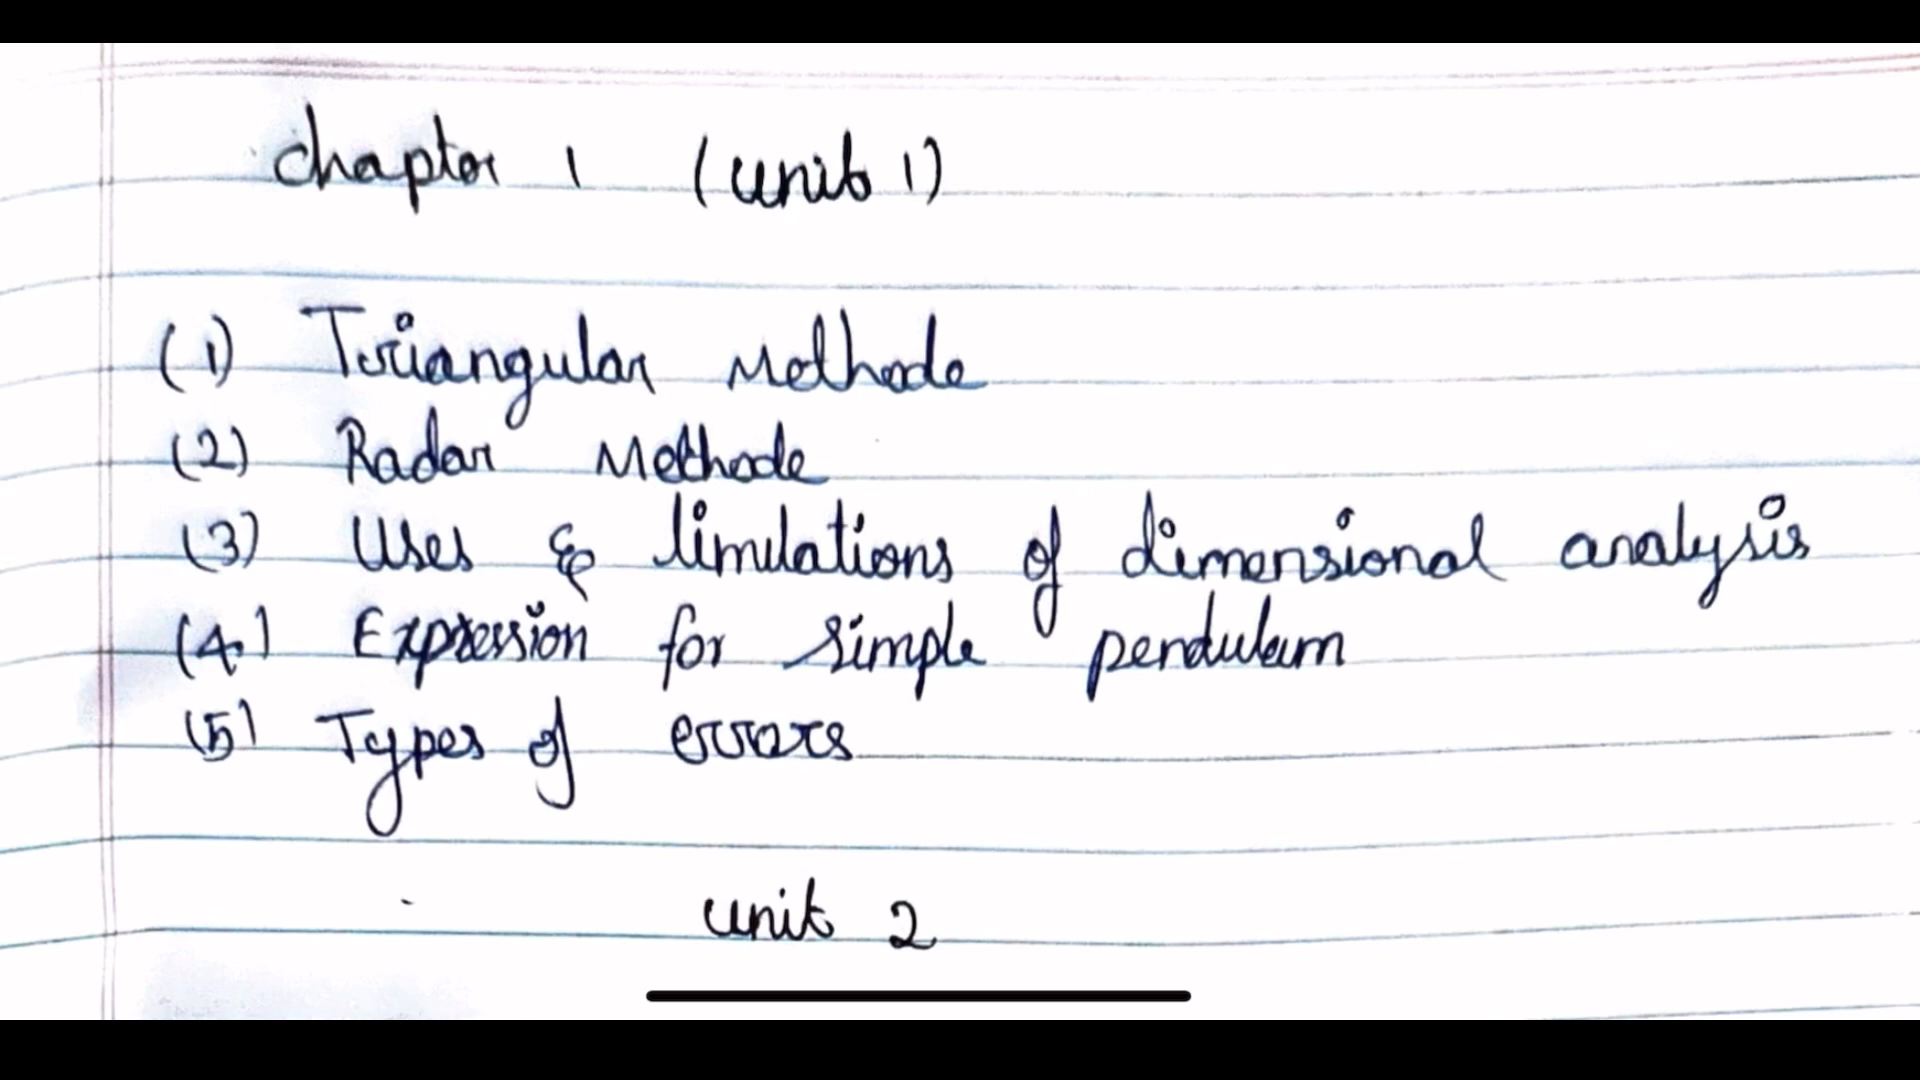 Chapter 1 (unit 1)
(1) Triangular Methode
(2) Radar Methode
(3) Uses & limitations of dimensional analysis
(4) Expression for simple pendulum
(5) Types of errors
unit 2